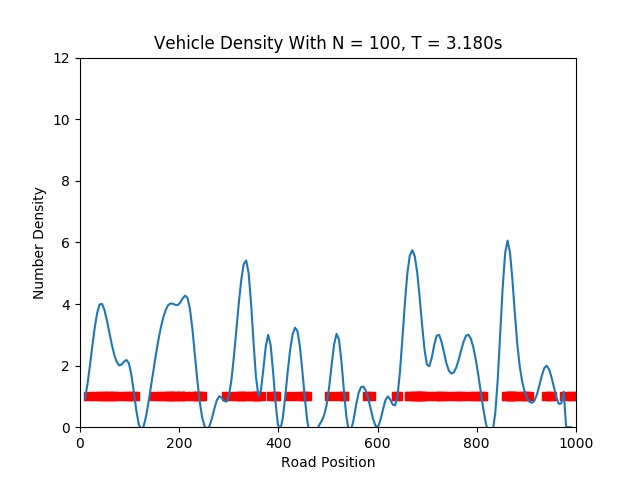 Vehicle Density With N = 100, T = 3.180s
12
10
8
6
4
2
0
Number Density
0 200 400 600 800 1000
Road Position